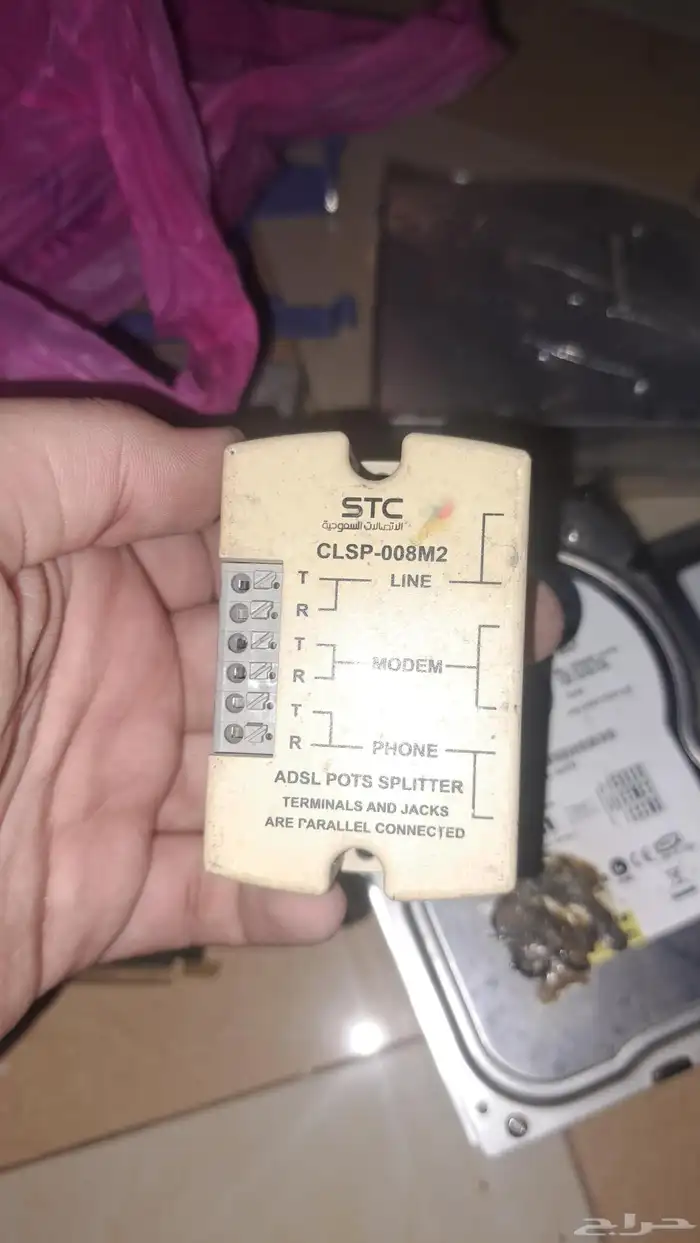 STC
الاتصالات السعودية
CLSP-008M2
T
LINE
R
T
MODEM
R
T
R
PHONE
ADSL POTS SPLITTER
TERMINALS AND JACKS
ARE PARALLEL CONNECTED
حراج